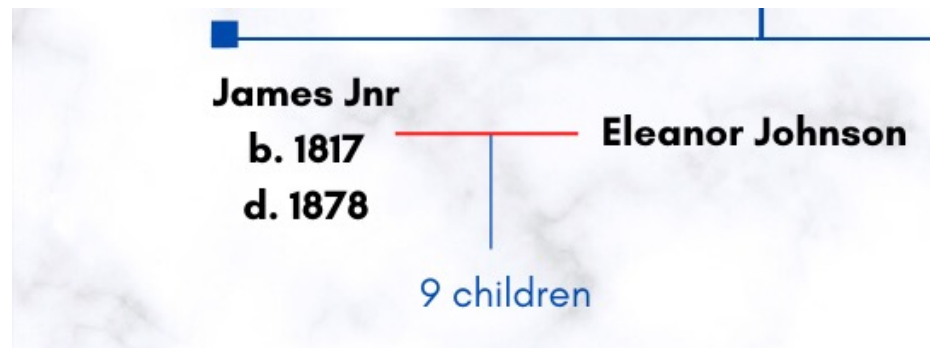 James Jnr
b. 1817
d. 1878
Eleanor Johnson
9 children